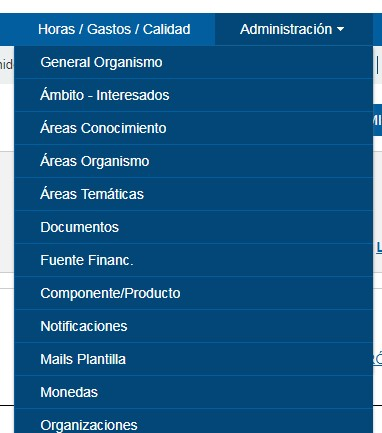 Horas / Gastos / Calidad
Administración
General Organismo
Ámbito - Interesados
Áreas Conocimiento
Áreas Organismo
Áreas Temáticas
Documentos
Fuente Financ.
Componente/Producto
Notificaciones
Mails Plantilla
Monedas
Organizaciones